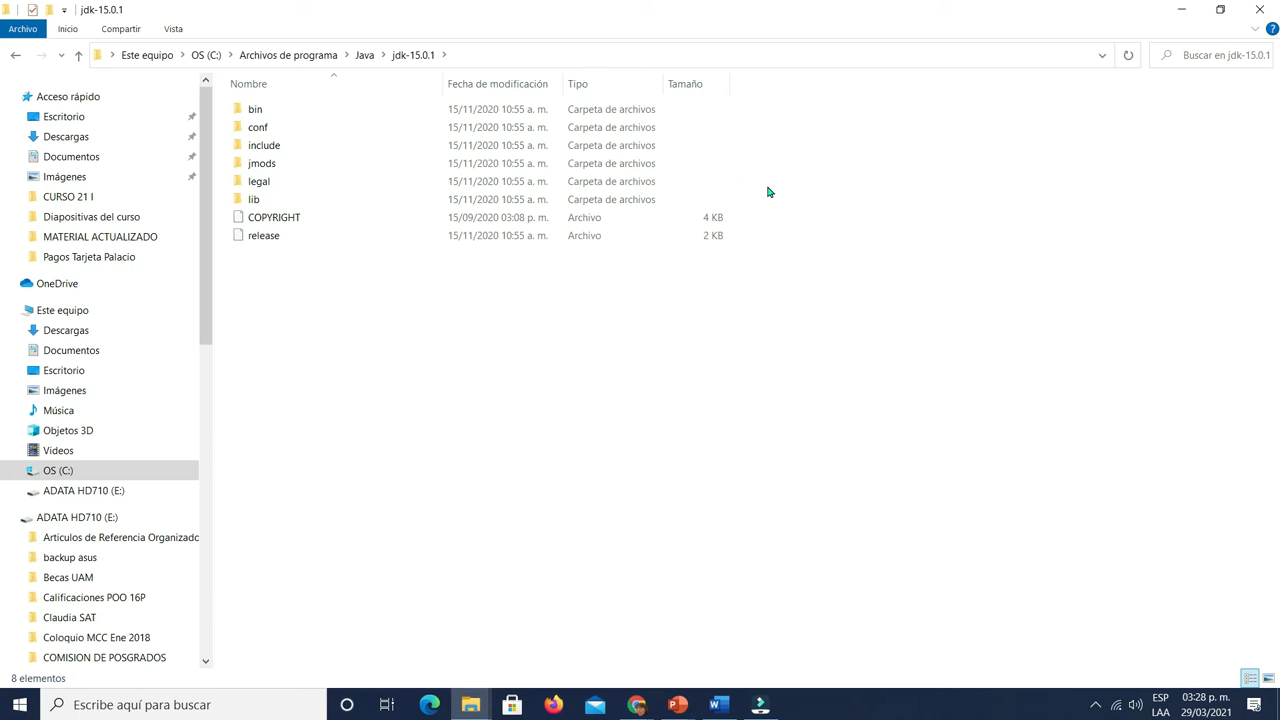 jdk-15.0.1
Archivo Inicio Compartir Vista
Este equipo OS (C:) Archivos de programa Java jdk-15.0.1 Buscar en jdk-15.0.1
Nombre Fecha de modificación Tipo Tamaño
bin 15/11/2020 10:55 a. m. Carpeta de archivos
conf 15/11/2020 10:55 a. m. Carpeta de archivos
include 15/11/2020 10:55 a. m. Carpeta de archivos
jmods 15/11/2020 10:55 a. m. Carpeta de archivos
legal 15/11/2020 10:55 a. m. Carpeta de archivos
lib 15/11/2020 10:55 a. m. Carpeta de archivos
COPYRIGHT 15/09/2020 03:08 p. m. Archivo 4 KB
release 15/11/2020 10:55 a. m. Archivo 2 KB
Acceso rápido
Escritorio
Descargas
Documentos
Imágenes
CURSO 21 I
Diapositivas del curso
MATERIAL ACTUALIZADO
Pagos Tarjeta Palacio
OneDrive
Este equipo
Descargas
Documentos
Escritorio
Imágenes
Música
Objetos 3D
Videos
OS (C:)
ADATA HD710 (E:)
ADATA HD710 (E:)
Articulos de Referencia Organizado
backup asus
Becas UAM
Calificaciones POO 16P
Claudia SAT
Coloquio MCC Ene 2018
COMISION DE POSGRADOS
8 elementos
Escribe aquí para buscar
ESP 03:28 p. m.
LAA 29/03/2021